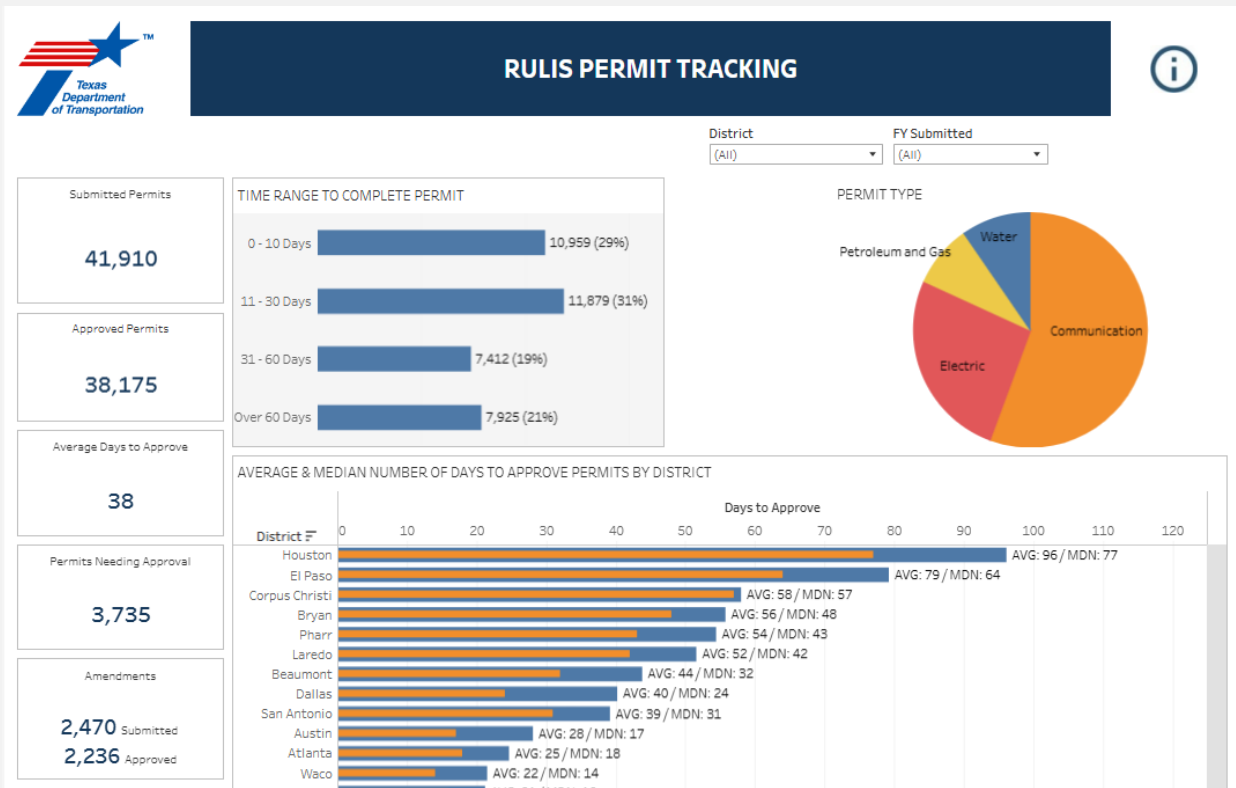 TM
Texas
Department
of Transportation
RULIS PERMIT TRACKING
i
District
FY Submitted
(All)
(All)
Submitted Permits
41,910
Approved Permits
38,175
Average Days to Approve
38
Permits Needing Approval
3,735
Amendments
2,470 Submitted
2,236 Approved
TIME RANGE TO COMPLETE PERMIT
0 - 10 Days 10,959 (29%)
11 - 30 Days 11,879 (31%)
31 - 60 Days 7,412 (19%)
Over 60 Days 7,925 (21%)
PERMIT TYPE
Water
Petroleum and Gas
Communication
Electric
AVERAGE & MEDIAN NUMBER OF DAYS TO APPROVE PERMITS BY DISTRICT
Days to Approve
District 0 10 20 30 40 50 60 70 80 90 100 110 120
Houston AVG: 96 / MDN: 77
El Paso AVG: 79 / MDN: 64
Corpus Christi AVG: 58 / MDN: 57
Bryan AVG: 56 / MDN: 48
Pharr AVG: 54 / MDN: 43
Laredo AVG: 52 / MDN: 42
Beaumont AVG: 44 / MDN: 32
Dallas AVG: 40 / MDN: 24
San Antonio AVG: 39 / MDN: 31
Austin AVG: 28 / MDN: 17
Atlanta AVG: 25 / MDN: 18
Waco AVG: 22 / MDN: 14